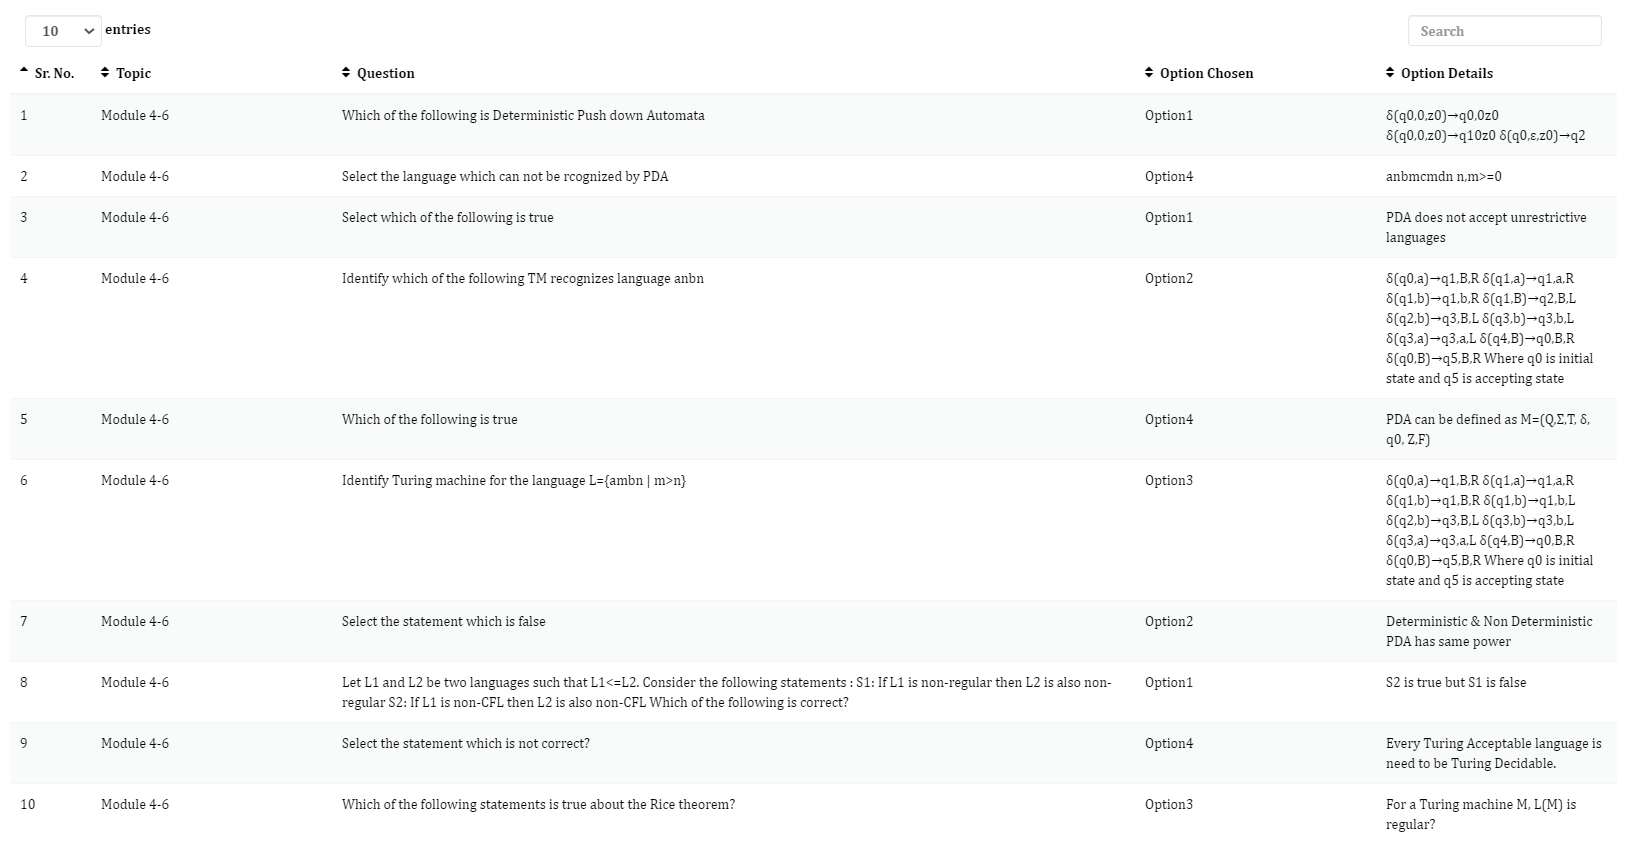 10 entries
Search
Sr. No. Topic Question Option Chosen Option Details
1 Module 4-6 Which of the following is Deterministic Push down Automata Option1 δ(q0,0,z0)→q0,0z0
δ(q0,0,z0)→q10z0 δ(q0,ε,z0)→q2
2 Module 4-6 Select the language which can not be rcognized by PDA Option4 anbmcmdn n,m>=0
3 Module 4-6 Select which of the following is true Option1 PDA does not accept unrestrictive
languages
4 Module 4-6 Identify which of the following TM recognizes language anbn Option2 δ(q0,a)→q1,B,R δ(q1,a)→q1,a,R
δ(q1,b)→q1,b,R δ(q1,B)→q2,B,L
δ(q2,b)→q3,B,L δ(q3,b)→q3,b,L
δ(q3,a)→q3,a,L δ(q4,B)→q0,B,R
δ(q0,B)→q5,B,R Where q0 is initial
state and q5 is accepting state
5 Module 4-6 Which of the following is true Option4 PDA can be defined as M=(Q,Σ,T, δ,
q0, Z,F)
6 Module 4-6 Identify Turing machine for the language L={ambn | m>n} Option3 δ(q0,a)→q1,B,R δ(q1,a)→q1,a,R
δ(q1,b)→q1,B,R δ(q1,b)→q1,b,L
δ(q2,b)→q3,B,L δ(q3,b)→q3,b,L
δ(q3,a)→q3,a,L δ(q4,B)→q0,B,R
δ(q0,B)→q5,B,R Where q0 is initial
state and q5 is accepting state
7 Module 4-6 Select the statement which is false Option2 Deterministic & Non Deterministic
PDA has same power
8 Module 4-6 Let L1 and L2 be two languages such that L1<=L2. Consider the following statements : S1: If L1 is non-regular then L2 is also non- Option1 S2 is true but S1 is false
regular S2: If L1 is non-CFL then L2 is also non-CFL Which of the following is correct?
9 Module 4-6 Select the statement which is not correct? Option4 Every Turing Acceptable language is
need to be Turing Decidable.
10 Module 4-6 Which of the following statements is true about the Rice theorem? Option3 For a Turing machine M, L(M) is
regular?